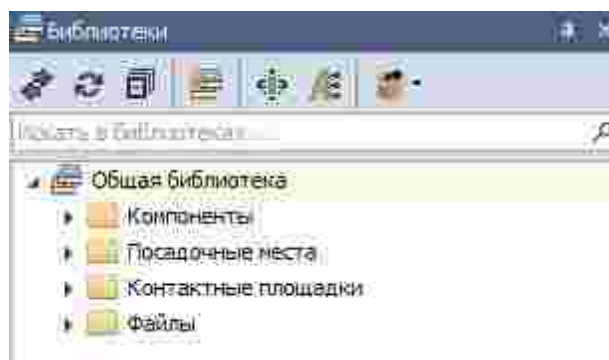 Библиотеки
Искать в библиотеках...
Общая библиотека
Компоненты
Посадочные места
Контактные площадки
Файлы